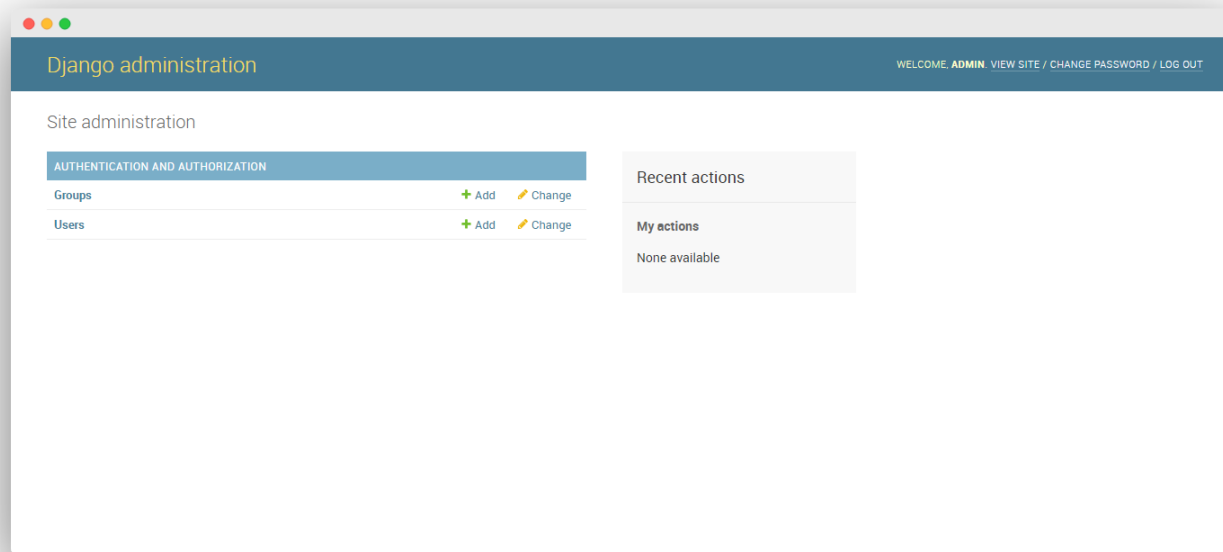 Django administration
WELCOME, ADMIN. VIEW SITE / CHANGE PASSWORD / LOG OUT
Site administration
AUTHENTICATION AND AUTHORIZATION
Groups Add Change
Users Add Change
Recent actions
My actions
None available